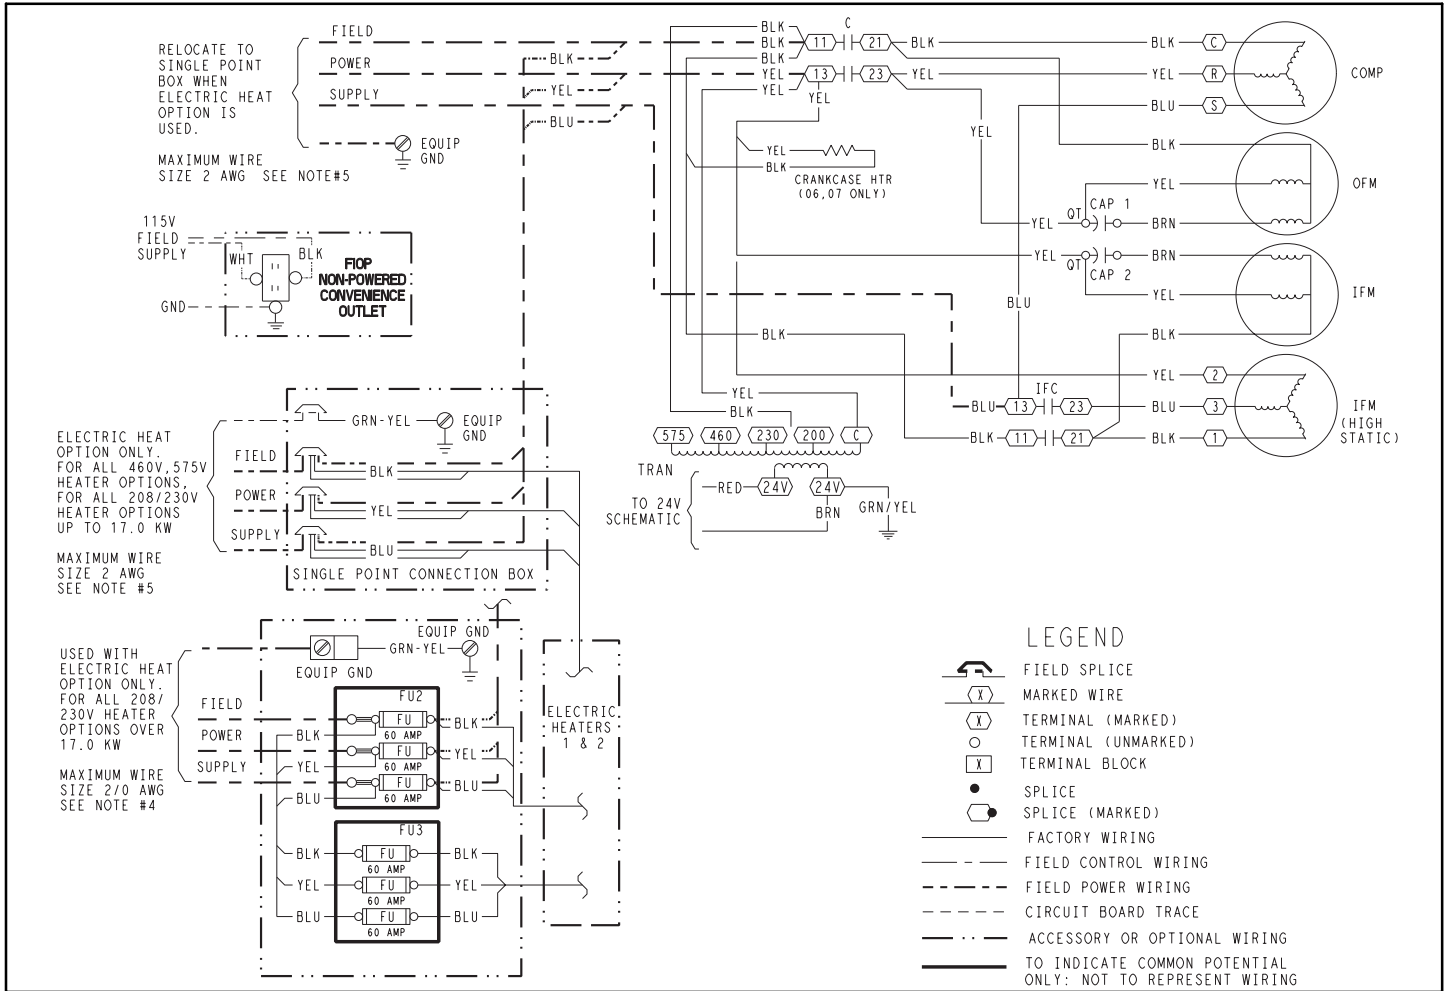 RELOCATE TO
SINGLE POINT
BOX WHEN
ELECTRIC HEAT
OPTION IS
USED.
MAXIMUM WIRE
SIZE 2 AWG SEE NOTE#5
FIELD
POWER
SUPPLY
EQUIP
GND
BLK
YEL
BLU
BLK
BLK
BLK
YEL
YEL
C
11
21
BLK
13
23
YEL
YEL
YEL
BLK
CRANKCASE HTR
(06,07 ONLY)
YEL
BLK
C
YEL
R
BLU
S
COMP
BLK
YEL
OFM
YEL
QT
CAP 1
BRN
YEL
QT
CAP 2
BRN
YEL
IFM
BLU
BLK
BLK
YEL
2
IFC
BLU
13
23
BLU
3
BLK
11
21
BLK
1
IFM
(HIGH
STATIC)
115V
FIELD
SUPPLY
WHT
BLK
GND
FIOP
NON-POWERED
CONVENIENCE
OUTLET
YEL
BLK
575
460
230
200
C
TRAN
TO 24V
SCHEMATIC
RED
24V
24V
BRN
GRN/YEL
ELECTRIC HEAT
OPTION ONLY.
FOR ALL 460V,575V
HEATER OPTIONS,
FOR ALL 208/230V
HEATER OPTIONS
UP TO 17.0 KW
MAXIMUM WIRE
SIZE 2 AWG
SEE NOTE #5
FIELD
POWER
SUPPLY
GRN-YEL
EQUIP
GND
BLK
YEL
BLU
SINGLE POINT CONNECTION BOX
USED WITH
ELECTRIC HEAT
OPTION ONLY.
FOR ALL 208/
230V HEATER
OPTIONS OVER
17.0 KW
MAXIMUM WIRE
SIZE 2/0 AWG
SEE NOTE #4
FIELD
POWER
SUPPLY
EQUIP GND
GRN-YEL
EQUIP GND
FU2
BLK
FU
60 AMP
BLK
YEL
FU
60 AMP
YEL
BLU
FU
60 AMP
BLU
FU3
BLK
FU
60 AMP
BLK
YEL
FU
60 AMP
YEL
BLU
FU
60 AMP
BLU
ELECTRIC
HEATERS
1 & 2
LEGEND
FIELD SPLICE
X
MARKED WIRE
X
TERMINAL (MARKED)
TERMINAL (UNMARKED)
X
TERMINAL BLOCK
SPLICE
SPLICE (MARKED)
FACTORY WIRING
FIELD CONTROL WIRING
FIELD POWER WIRING
CIRCUIT BOARD TRACE
ACCESSORY OR OPTIONAL WIRING
TO INDICATE COMMON POTENTIAL
ONLY: NOT TO REPRESENT WIRING